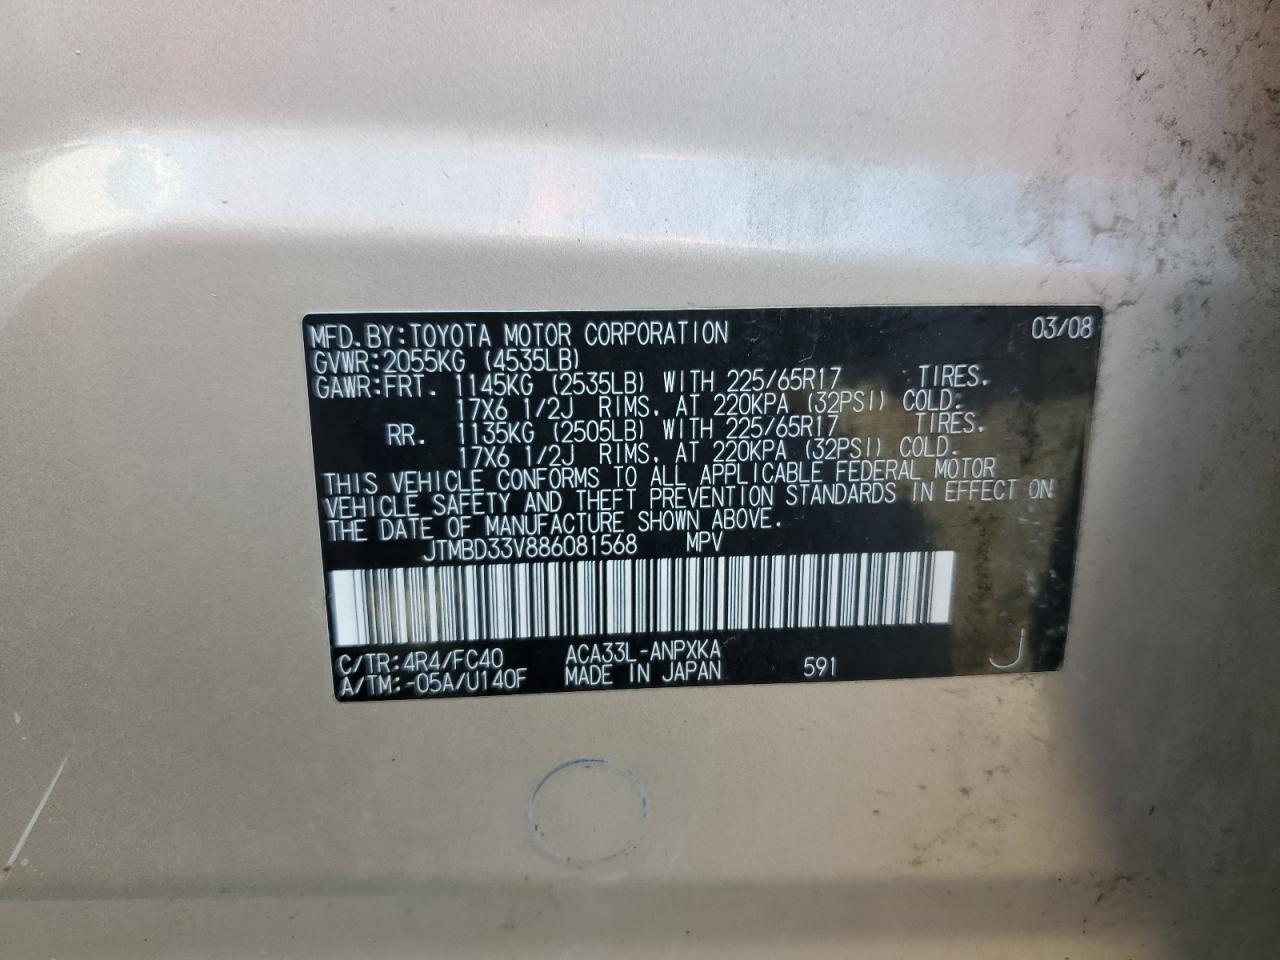 MFD.BY:TOYOTA MOTOR CORPORATION 03/08
GVWR:2055KG (4535LB)
GAWR:FRT. 1145KG (2535LB) WITH 225/65R17 TIRES.
17X6 1/2J RIMS, AT 220KPA (32PSI) COLD.
RR. 1135KG (2505LB) WITH 225/65R17 TIRES.
17X6 1/2J RIMS, AT 220KPA (32PSI) COLD.
THIS VEHICLE CONFORMS TO ALL APPLICABLE FEDERAL MOTOR
VEHICLE SAFETY AND THEFT PREVENTION STANDARDS IN EFFECT ON
THE DATE OF MANUFACTURE SHOWN ABOVE.
JTMBD33V886081568 MPV
C/TR:4R4/FC40 ACA33L-ANPXKA
A/TM:-05A/U140F MADE IN JAPAN 591 J